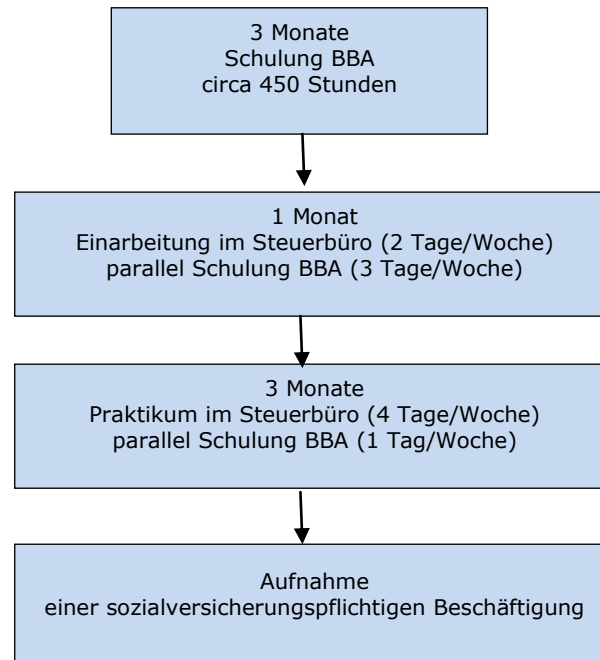 3 Monate
Schulung BBA
circa 450 Stunden
1 Monat
Einarbeitung im Steuerbüro (2 Tage/Woche)
parallel Schulung BBA (3 Tage/Woche)
3 Monate
Praktikum im Steuerbüro (4 Tage/Woche)
parallel Schulung BBA (1 Tag/Woche)
Aufnahme
einer sozialversicherungspflichtigen Beschäftigung